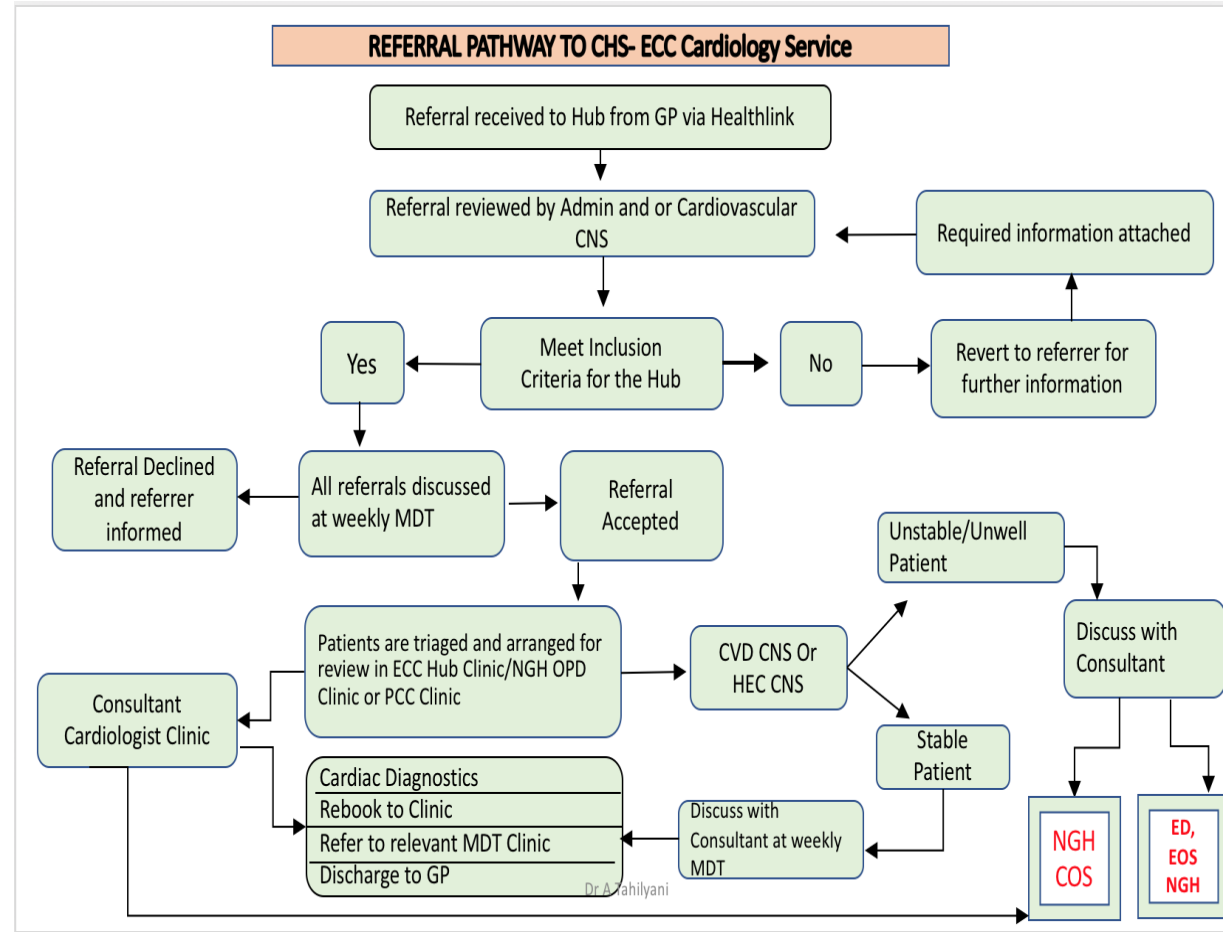 REFERRAL PATHWAY TO CHS- ECC Cardiology Service
Referral received to Hub from GP via Healthlink
Referral reviewed by Admin and or Cardiovascular
CNS
Required information attached
Yes
Meet Inclusion
Criteria for the Hub
No
Revert to referrer for
further information
Referral Declined
and referrer
informed
All referrals discussed
at weekly MDT
Referral
Accepted
Unstable/Unwell
Patient
Patients are triaged and arranged for
review in ECC Hub Clinic/NGH OPD
Clinic or PCC Clinic
CVD CNS Or
HEC CNS
Discuss with
Consultant
Consultant
Cardiologist Clinic
Stable
Patient
Cardiac Diagnostics
Rebook to Clinic
Refer to relevant MDT Clinic
Discharge to GP
Discuss with
Consultant at weekly
MDT
NGH
COS
ED,
EOS
NGH
Dr A Tahilyani